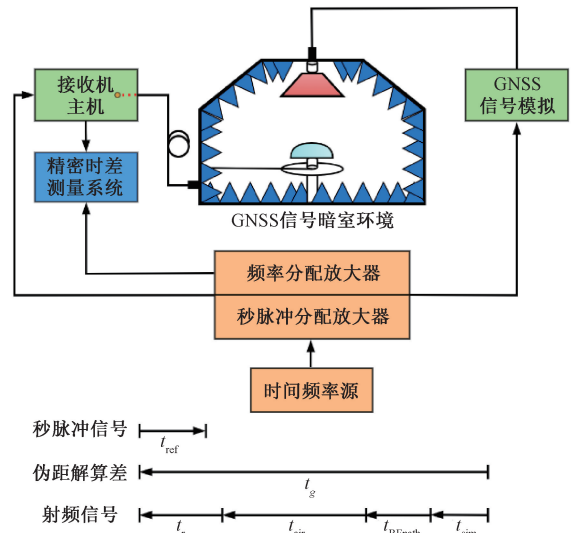 接收机
主机
GNSS
信号模拟
精密时差
测量系统
GNSS信号暗室环境
频率分配放大器
秒脉冲分配放大器
时间频率源
秒脉冲信号
t_ref
伪距解算差
t_g
射频信号